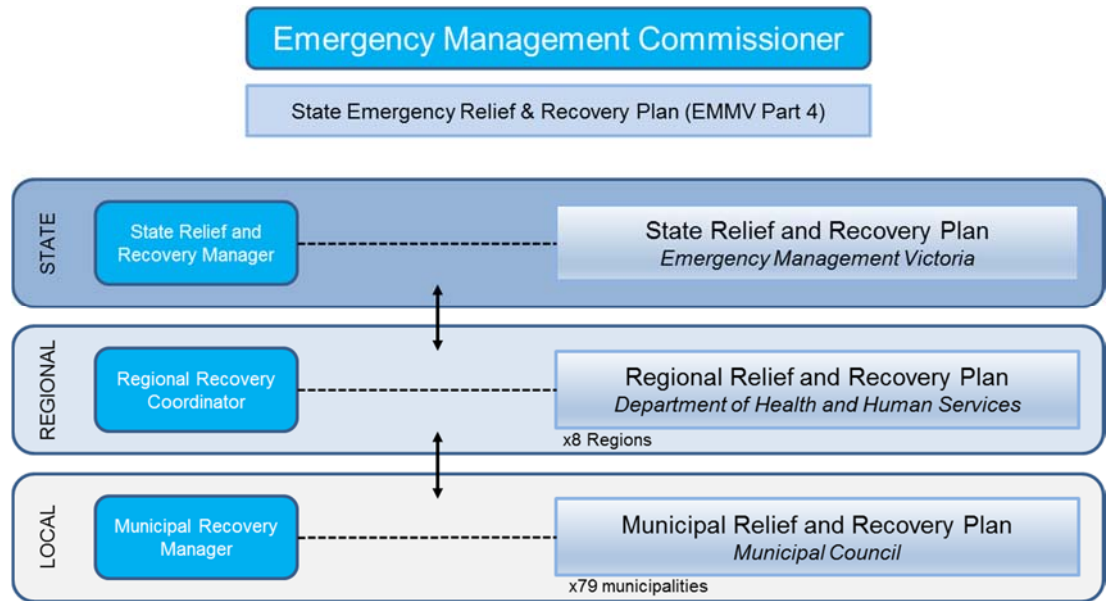 Emergency Management Commissioner
State Emergency Relief & Recovery Plan (EMMV Part 4)
STATE
State Relief and
Recovery Manager
State Relief and Recovery Plan
Emergency Management Victoria
REGIONAL
Regional Recovery
Coordinator
Regional Relief and Recovery Plan
Department of Health and Human Services
x8 Regions
LOCAL
Municipal Recovery
Manager
Municipal Relief and Recovery Plan
Municipal Council
x79 municipalities